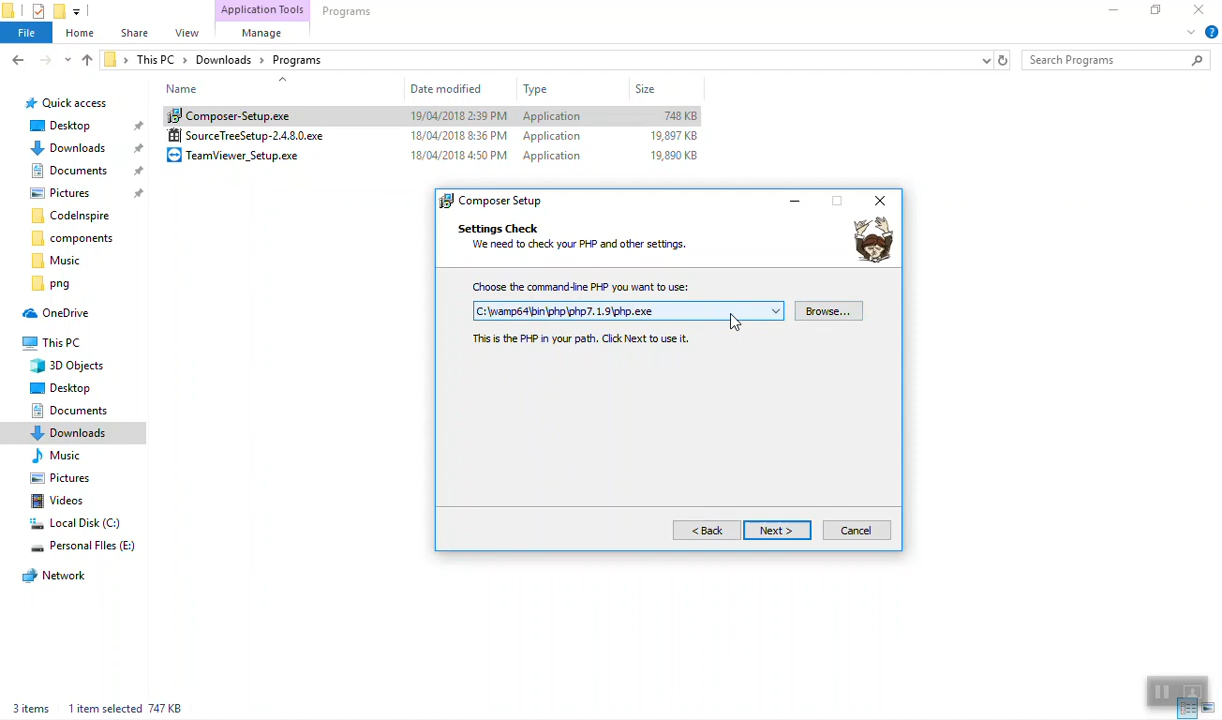 Application Tools Programs
File Home Share View Manage
This PC Downloads Programs Search Programs
Name Date modified Type Size
Quick access
Desktop
Downloads
Documents
Pictures
CodeInspire
components
Music
png
OneDrive
This PC
3D Objects
Desktop
Documents
Downloads
Music
Pictures
Videos
Local Disk (C:)
Personal FIles (E:)
Network
Composer-Setup.exe 19/04/2018 2:39 PM Application 748 KB
SourceTreeSetup-2.4.8.0.exe 18/04/2018 8:36 PM Application 19,897 KB
TeamViewer_Setup.exe 18/04/2018 4:50 PM Application 19,890 KB
Composer Setup
Settings Check
We need to check your PHP and other settings.
Choose the command-line PHP you want to use:
C:\wamp64\bin\php\php7.1.9\php.exe Browse...
This is the PHP in your path. Click Next to use it.
< Back Next > Cancel
3 items 1 item selected 747 KB